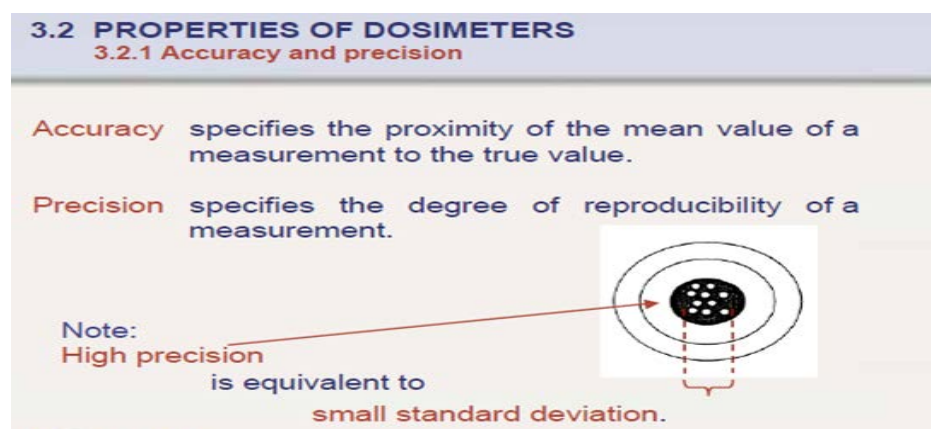 3.2 PROPERTIES OF DOSIMETERS
3.2.1 Accuracy and precision
Accuracy specifies the proximity of the mean value of a
measurement to the true value.
Precision specifies the degree of reproducibility of a
measurement.
Note:
High precision
is equivalent to
small standard deviation.